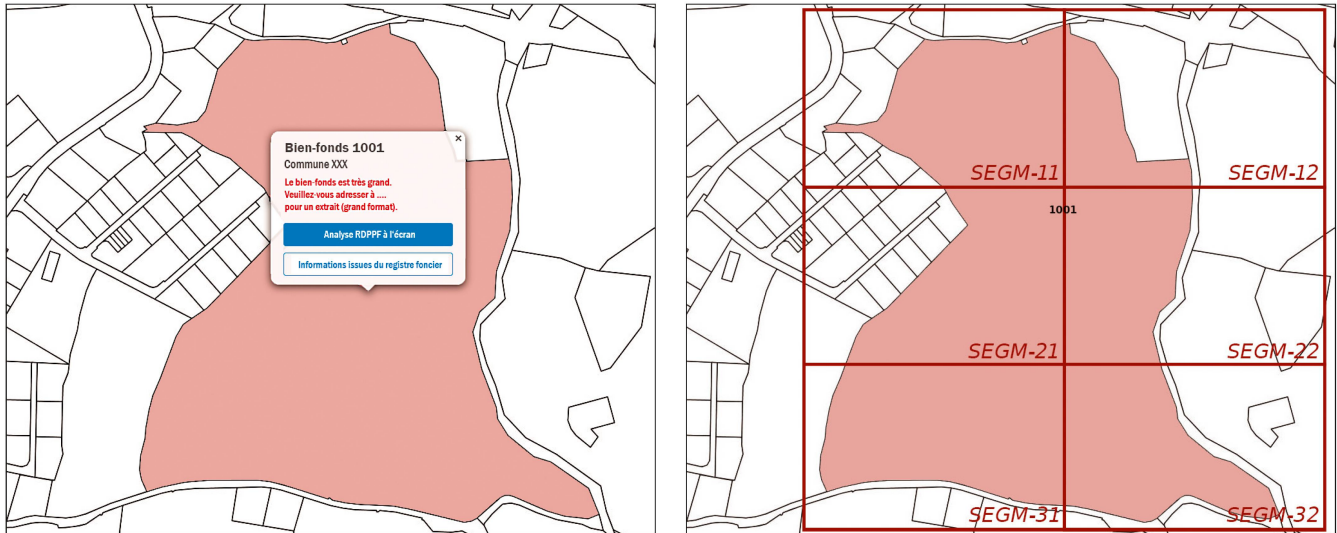 ×
Bien-fonds 1001
Commune XXX
Le bien-fonds est très grand.
Veuillez-vous adresser à ....
pour un extrait (grand format).
Analyse RDPPF à l'écran
Informations issues du registre foncier
SEGM-11
SEGM-12
1001
SEGM-21
SEGM-22
SEGM-31
SEGM-32